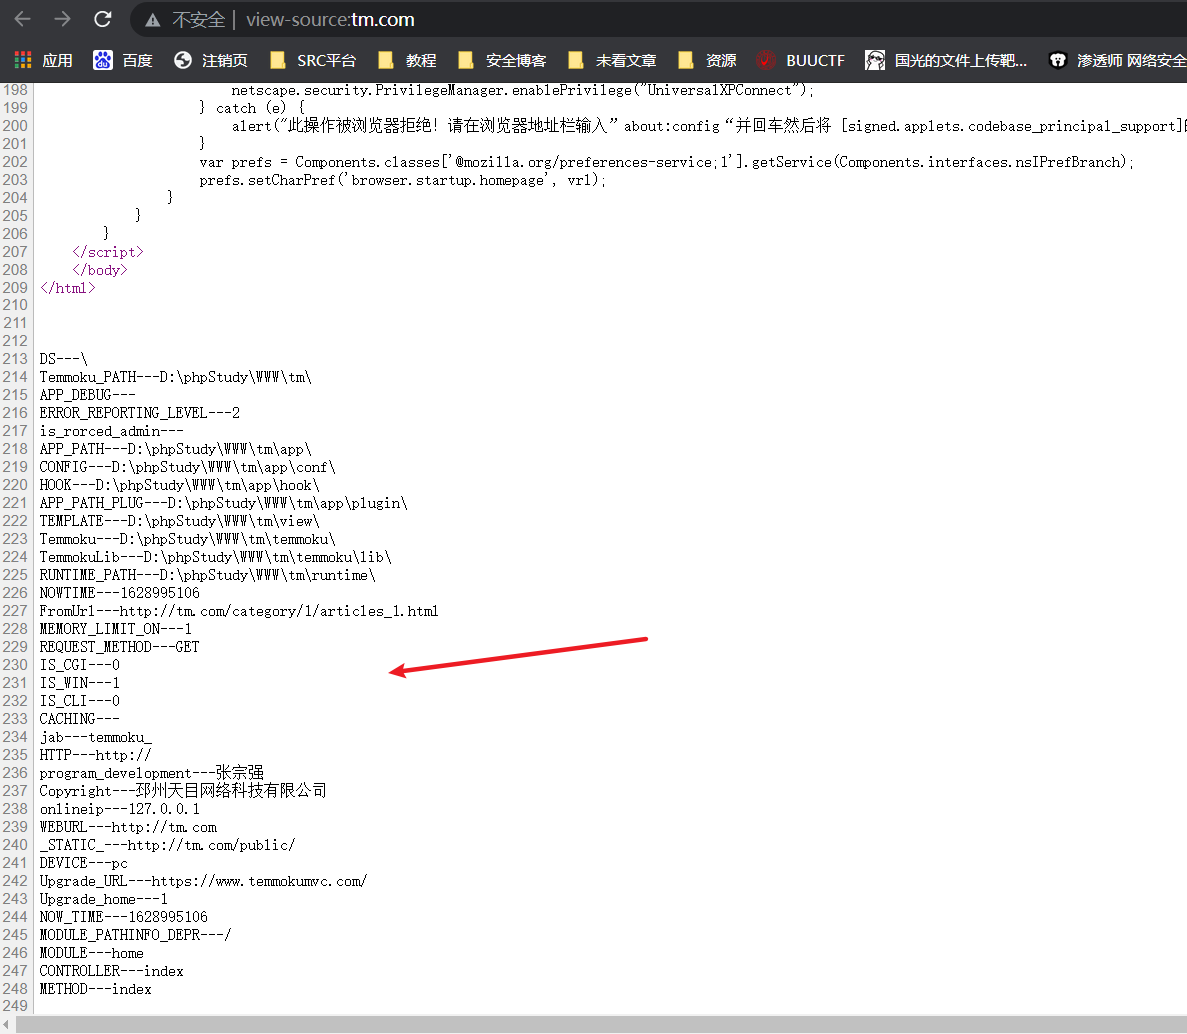 不安全 | view-source:tm.com
应用 百度 注销页 SRC平台 教程 安全博客 未看文章 资源 BUUCTF 国光的文件上传靶... 渗透师 网络安全
198 netscape.security.PrivilegeManager.enablePrivilege("UniversalXPConnect");
199 } catch (e) {
200 alert("此操作被浏览器拒绝！请在浏览器地址栏输入”about:config“并回车然后将 [signed.applets.codebase_principal_support]的
201 }
202 var prefs = Components.classes['@mozilla.org/preferences-service;1'].getService(Components.interfaces.nsIPrefBranch);
203 prefs.setCharPref('browser.startup.homepage', vrl);
204 }
205 }
206 }
207 </script>
208 </body>
209 </html>
210
211
212
213 DS---\
214 Temmoku_PATH---D:\phpStudy\WWW\tm\
215 APP_DEBUG---
216 ERROR_REPORTING_LEVEL---2
217 is_rorced_admin---
218 APP_PATH---D:\phpStudy\WWW\tm\app\
219 CONFIG---D:\phpStudy\WWW\tm\app\conf\
220 HOOK---D:\phpStudy\WWW\tm\app\hook\
221 APP_PATH_PLUG---D:\phpStudy\WWW\tm\app\plugin\
222 TEMPLATE---D:\phpStudy\WWW\tm\view\
223 Temmoku---D:\phpStudy\WWW\tm\temmoku\
224 TemmokuLib---D:\phpStudy\WWW\tm\temmoku\lib\
225 RUNTIME_PATH---D:\phpStudy\WWW\tm\runtime\
226 NOWTIME---1628995106
227 FromUrl---http://tm.com/category/1/articles_1.html
228 MEMORY_LIMIT_ON---1
229 REQUEST_METHOD---GET
230 IS_CGI---0
231 IS_WIN---1
232 IS_CLI---0
233 CACHING---
234 jab---temmoku_
235 HTTP---http://
236 program_development---张宗强
237 Copyright---邳州天目网络科技有限公司
238 onlineip---127.0.0.1
239 WEBURL---http://tm.com
240 _STATIC_---http://tm.com/public/
241 DEVICE---pc
242 Upgrade_URL---https://www.temmokumvc.com/
243 Upgrade_home---1
244 NOW_TIME---1628995106
245 MODULE_PATHINFO_DEPR---/
246 MODULE---home
247 CONTROLLER---index
248 METHOD---index
249